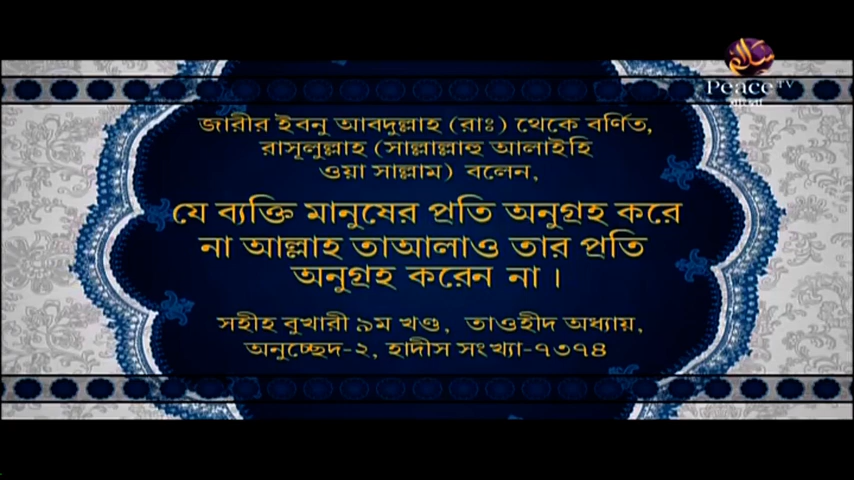 سلام
Peace TV
বাংলা
জারীর ইবনু আবদুল্লাহ (রাঃ) থেকে বর্ণিত,
রাসূলুল্লাহ (সাল্লাল্লাহু আলাইহি
ওয়া সাল্লাম) বলেন,
যে ব্যক্তি মানুষের প্রতি অনুগ্রহ করে
না আল্লাহ তাআলাও তার প্রতি
অনুগ্রহ করেন না।
সহীহ বুখারী ৯ম খণ্ড, তাওহীদ অধ্যায়,
অনুচ্ছেদ-২, হাদীস সংখ্যা-৭৩৭৪